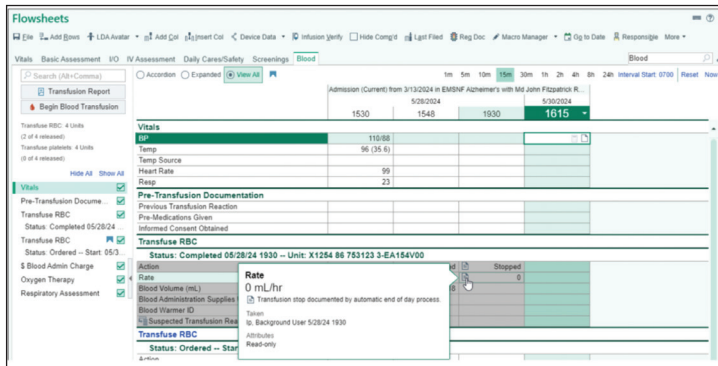 Flowsheets
File Add Rows LDA Avatar Add Col Insert Col Device Data Infusion Verify Hide Comp'd Last Filed Reg Doc Macro Manager Go to Date Responsible More
Vitals Basic Assessment I/O IV Assessment Daily Cares/Safety Screenings Blood Blood
Search (Alt+Comma) Accordion Expanded View All 1m 5m 10m 15m 30m 1h 2h 4h 8h 24h Interval Start: 0700 Reset Now
Transfusion Report
Begin Blood Transfusion
Transfuse RBC 4 Units
(2 of 4 released)
Transfuse platelets 4 Units
(0 of 4 released)
Hide All Show All
Vitals
Pre-Transfusion Docume...
Transfuse RBC
Status: Completed 05/28/24
Transfuse RBC
Status: Ordered -- Start: 05/3...
$ Blood Admin Charge
Oxygen Therapy
Respiratory Assessment
Admission (Current) from 3/13/2024 in EMSNF Alzheimer's with Md John Fitzpatrick R...
5/28/2024 5/30/2024
1530 1548 1930 1615
Vitals
BP 110/88
Temp 96 (35.6)
Temp Source
Heart Rate 99
Resp 23
Pre-Transfusion Documentation
Previous Transfusion Reaction
Pre-Medications Given
Informed Consent Obtained
Transfuse RBC
Status: Completed 05/28/24 1930 -- Unit: X1254 86 753123 3-EA154V00
Action Stopped
Rate 0
Blood Volume (mL)
Blood Administration Supplies
Blood Warmer ID
Suspected Transfusion Rea
Transfuse RBC
Status: Ordered -- Star
Action
Rate
0 mL/hr
Transfusion stop documented by automatic end of day process.
Taken
Ip, Background User 5/28/24 1930
Attributes
Read-only